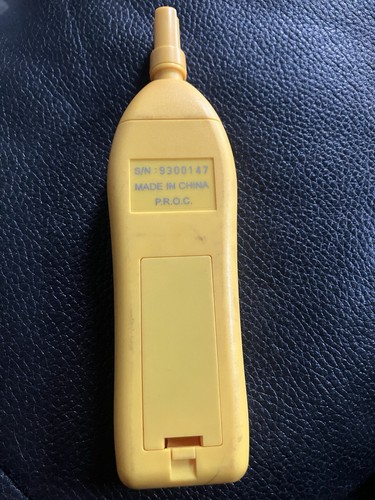 S/N : 9300147
MADE IN CHINA
P.R.O.C.